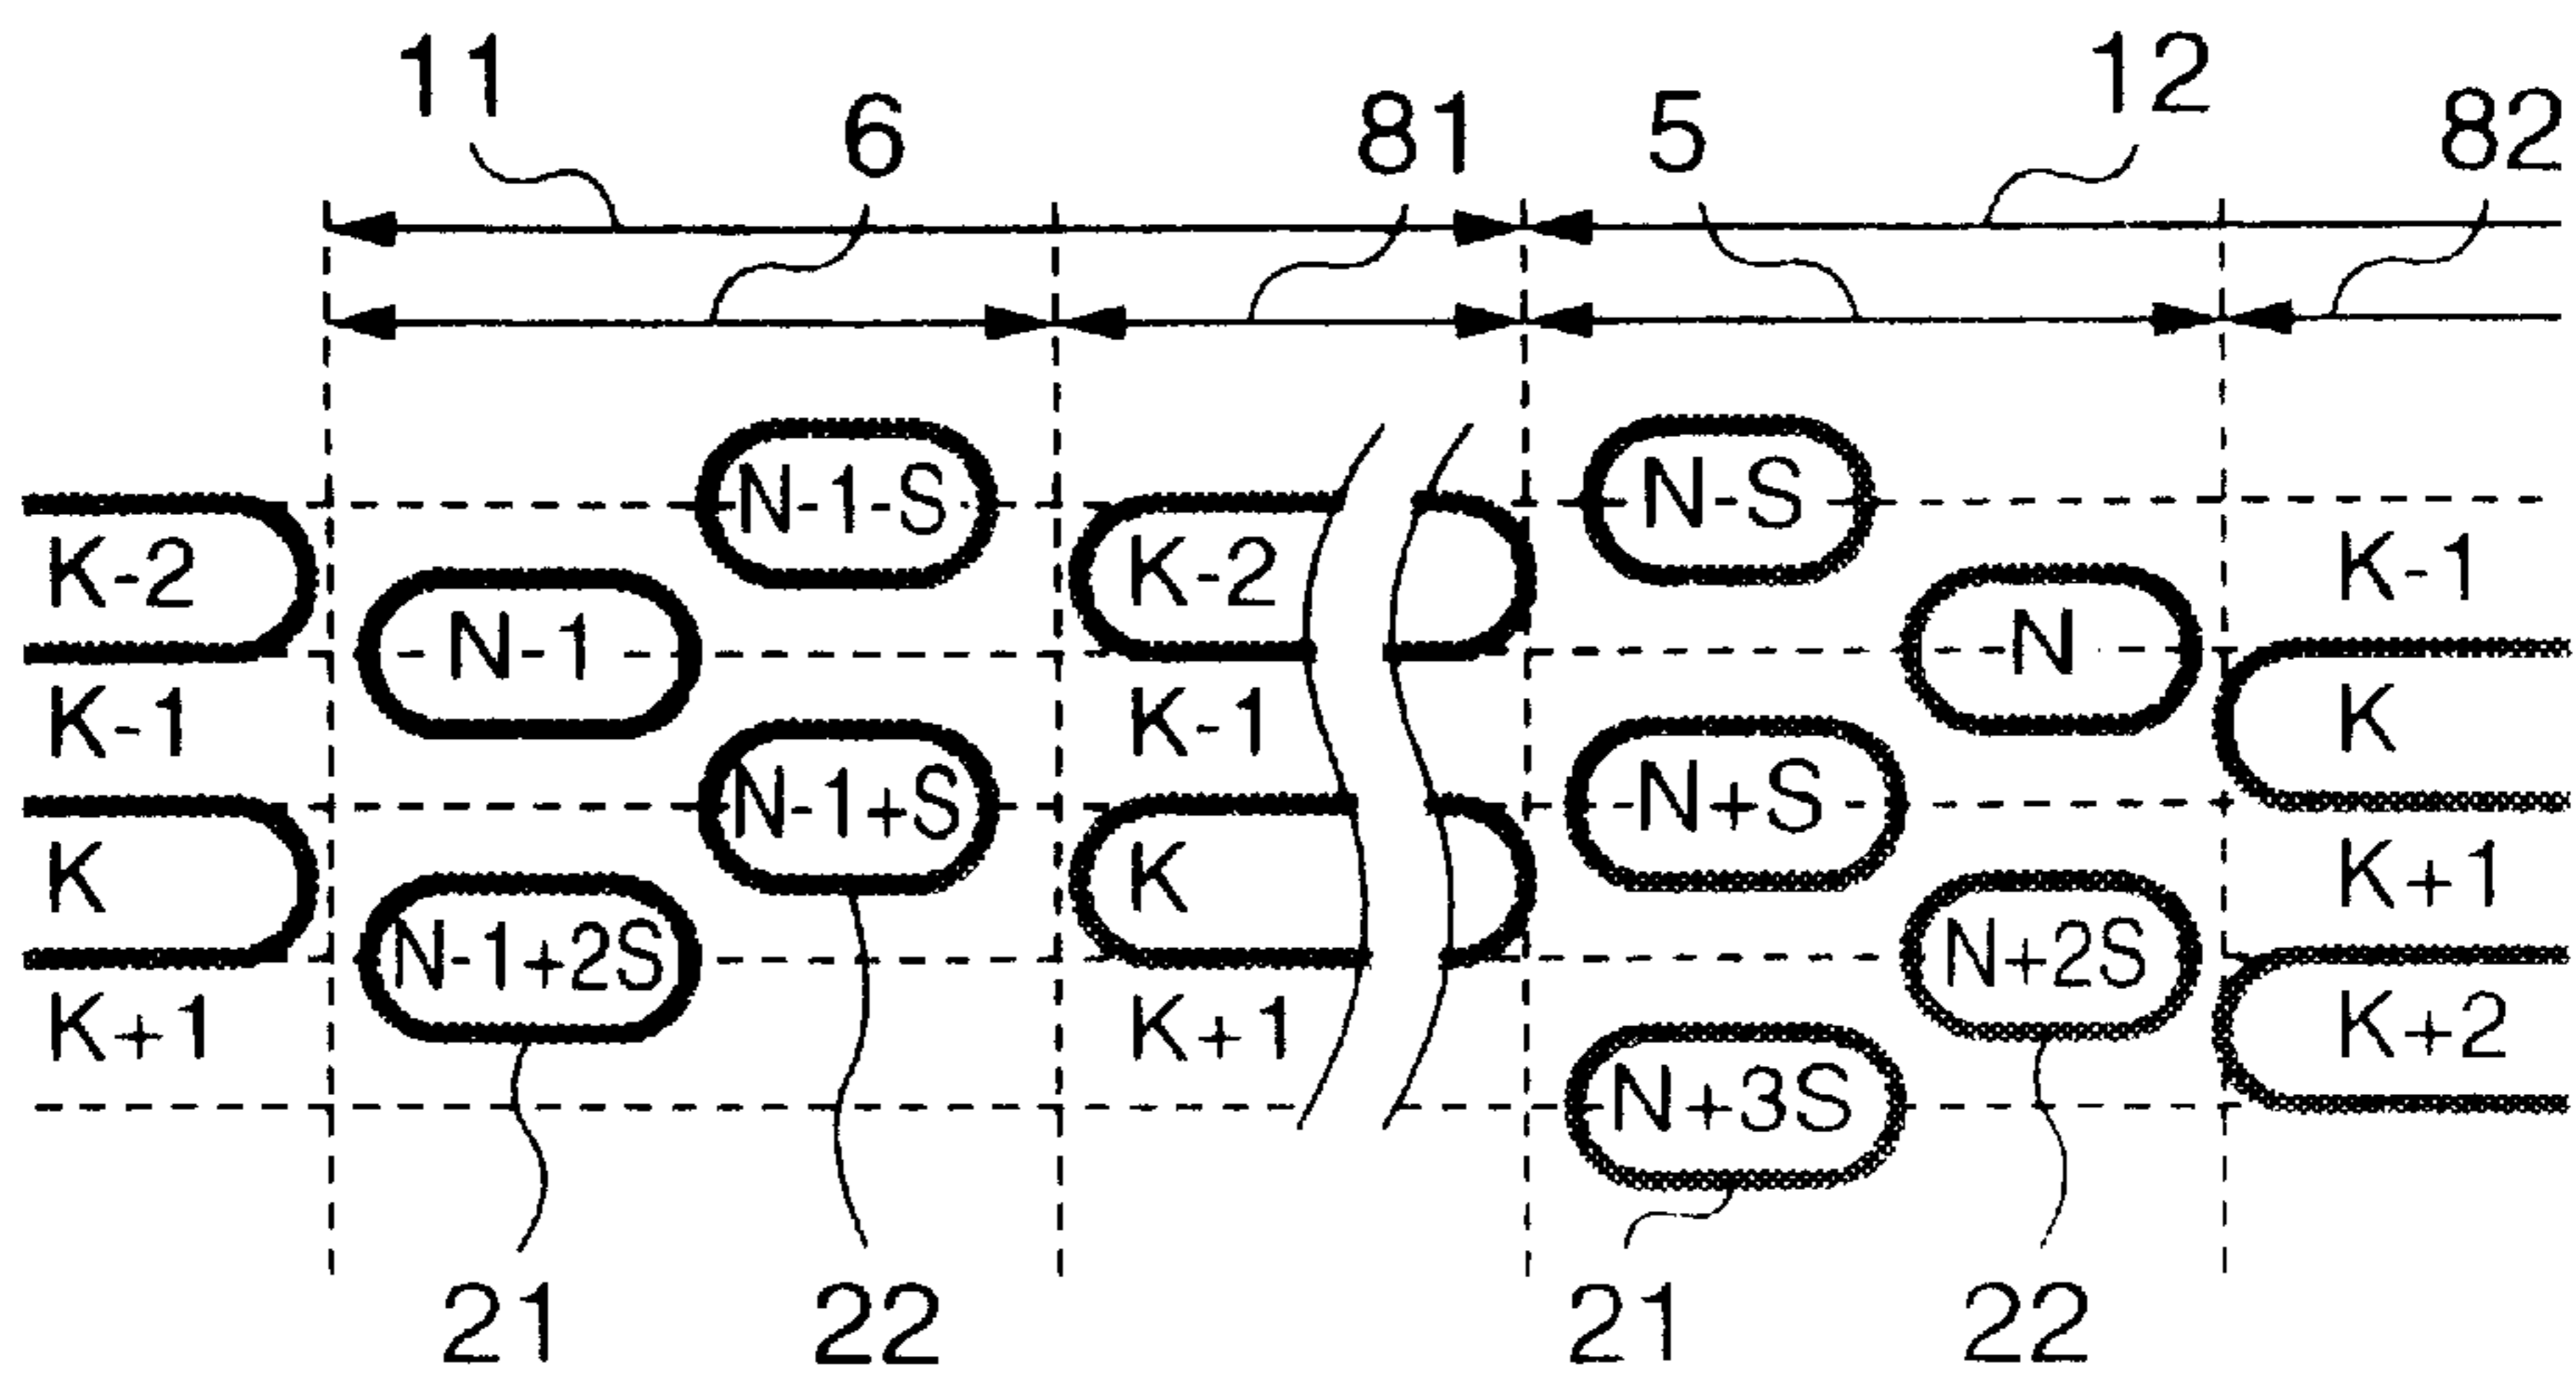 11 12
6 81 5 82
N-1-S N-S
K-2 K-2 K-1
N-1 N
K-1 K-1 K
N-1+S N+S
K K K+1
N-1+2S N+2S
K+1 K+1 K+2
N+3S
21 22 21 22